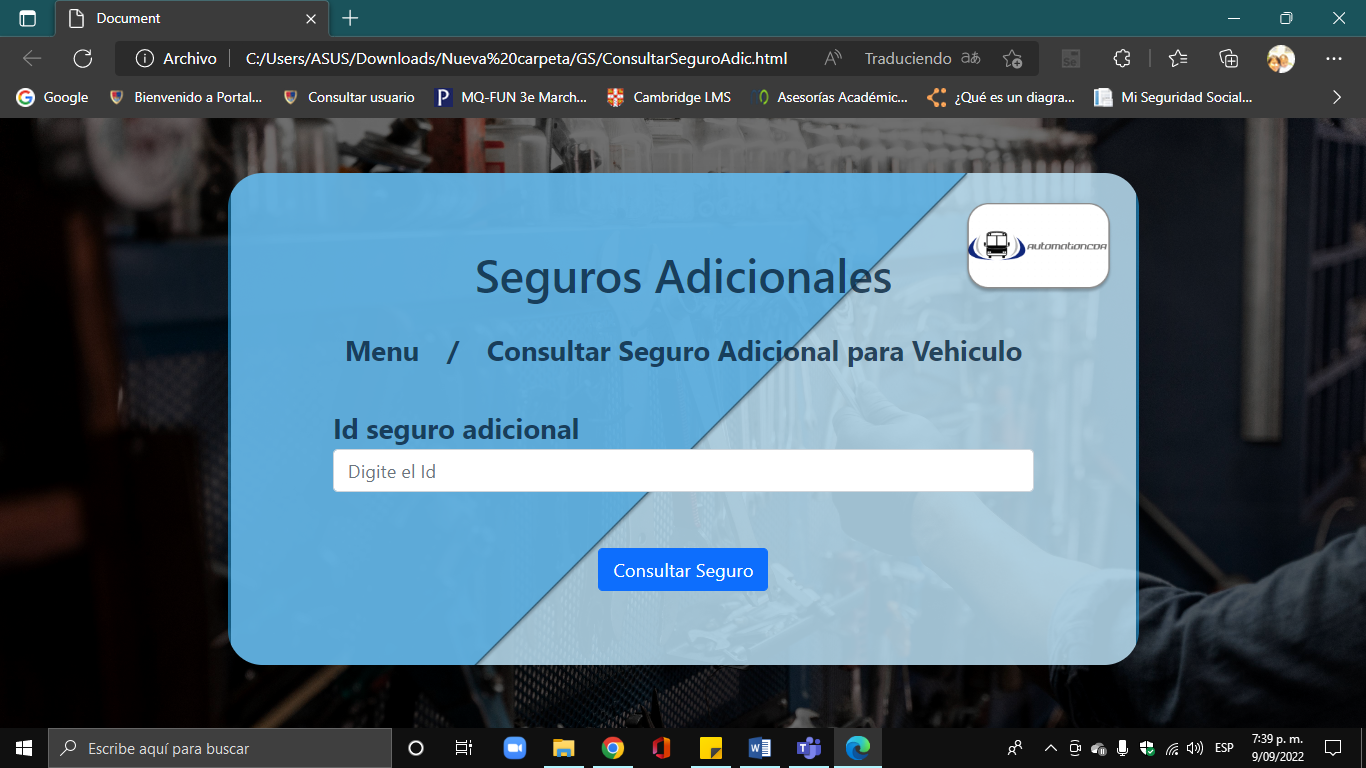 Document
Archivo
C:/Users/ASUS/Downloads/Nueva%20carpeta/GS/ConsultarSeguroAdic.html
Traduciendo
Google
Bienvenido a Portal...
Consultar usuario
MQ-FUN 3e March...
Cambridge LMS
Asesorías Académic...
¿Qué es un diagra...
Mi Seguridad Social...
AUTOMATIONCDA
Seguros Adicionales
Menu / Consultar Seguro Adicional para Vehiculo
Id seguro adicional
Digite el Id
Consultar Seguro
Escribe aquí para buscar
ESP
7:39 p. m.
9/09/2022